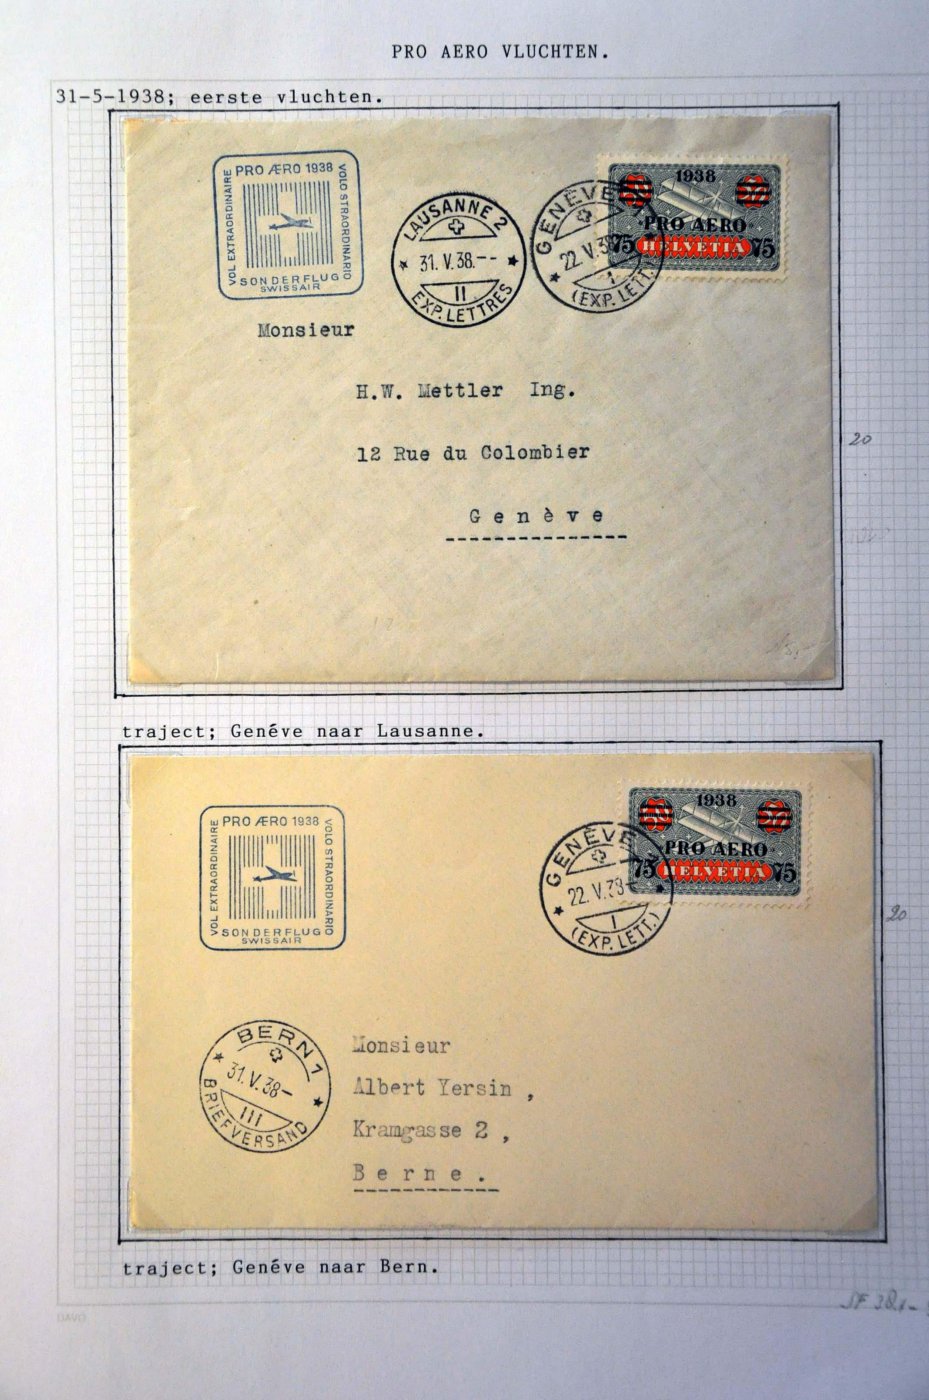 PRO AERO VLUCHTEN.
31-5-1938; eerste vluchten.
PRO ÆRO 1938
VOL EXTRAORDINAIRE
VOLO STRAORDINARIO
SONDERFLUG
SWISSAIR
LAUSANNE 2
31. V. 38.--
II
EXP. LETTRES
GENÈVE 1
22. V. 38
(EXP. LETT.)
1938
PRO AERO
75 HELVETIA 75
Monsieur
H.W. Mettler Ing.
12 Rue du Colombier
Genève
20
traject; Genéve naar Lausanne.
PRO ÆRO 1938
VOL EXTRAORDINAIRE
VOLO STRAORDINARIO
SONDERFLUG
SWISSAIR
GENÈVE
22. V. 38-
I
(EXP. LETT.)
1938
PRO AERO
75 HELVETIA 75
20
BERN 1
31. V. 38-
III
BRIEFVERSAND
Monsieur
Albert Yersin ,
Kramgasse 2 ,
Berne.
traject; Genéve naar Bern.
DAVO